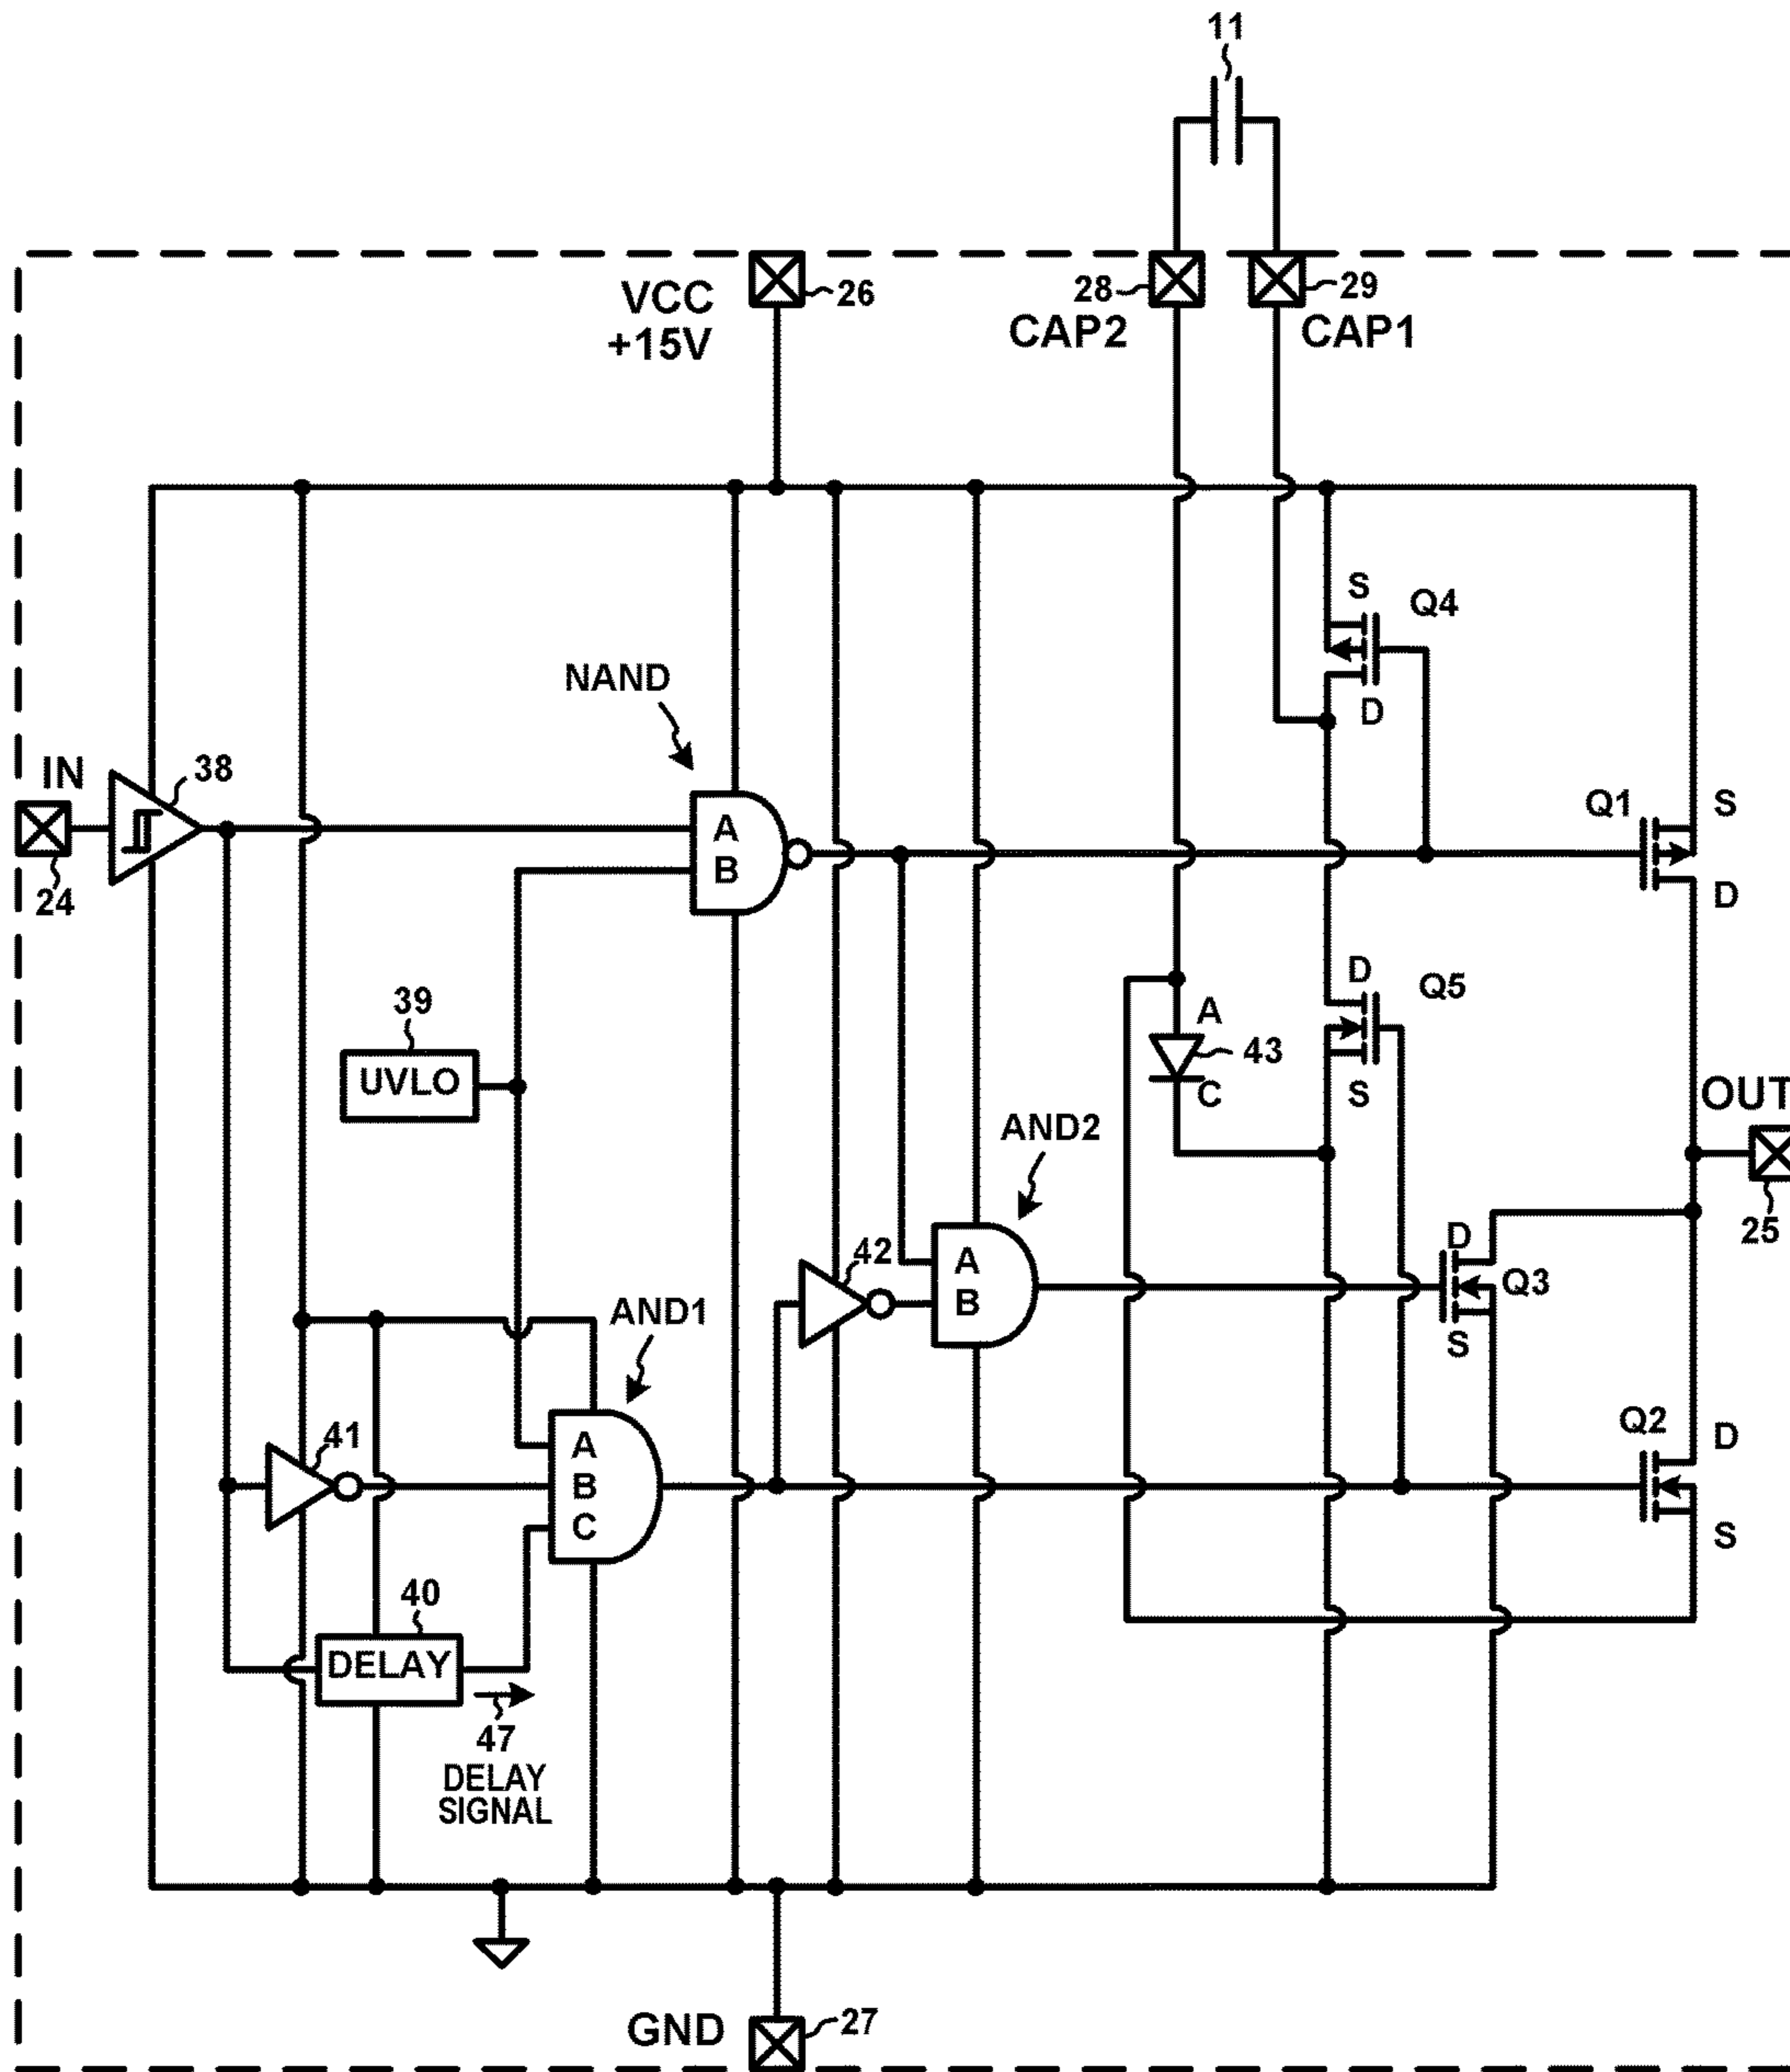 11
VCC
+15V
26
28
CAP2
29
CAP1
S
Q4
D
NAND
IN
38
24
A
B
Q1
S
D
39
UVLO
A
43
C
D
Q5
S
OUT
25
AND2
42
A
B
D
Q3
S
AND1
41
A
B
C
Q2
D
S
40
DELAY
47
DELAY
SIGNAL
GND
27